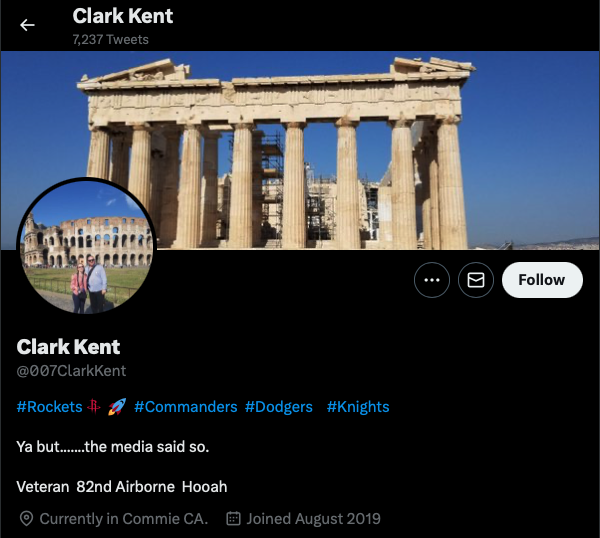 Clark Kent
7,237 Tweets
Follow
Clark Kent
@007ClarkKent
#Rockets #Commanders #Dodgers #Knights
Ya but.......the media said so.
Veteran 82nd Airborne Hooah
Currently in Commie CA. Joined August 2019